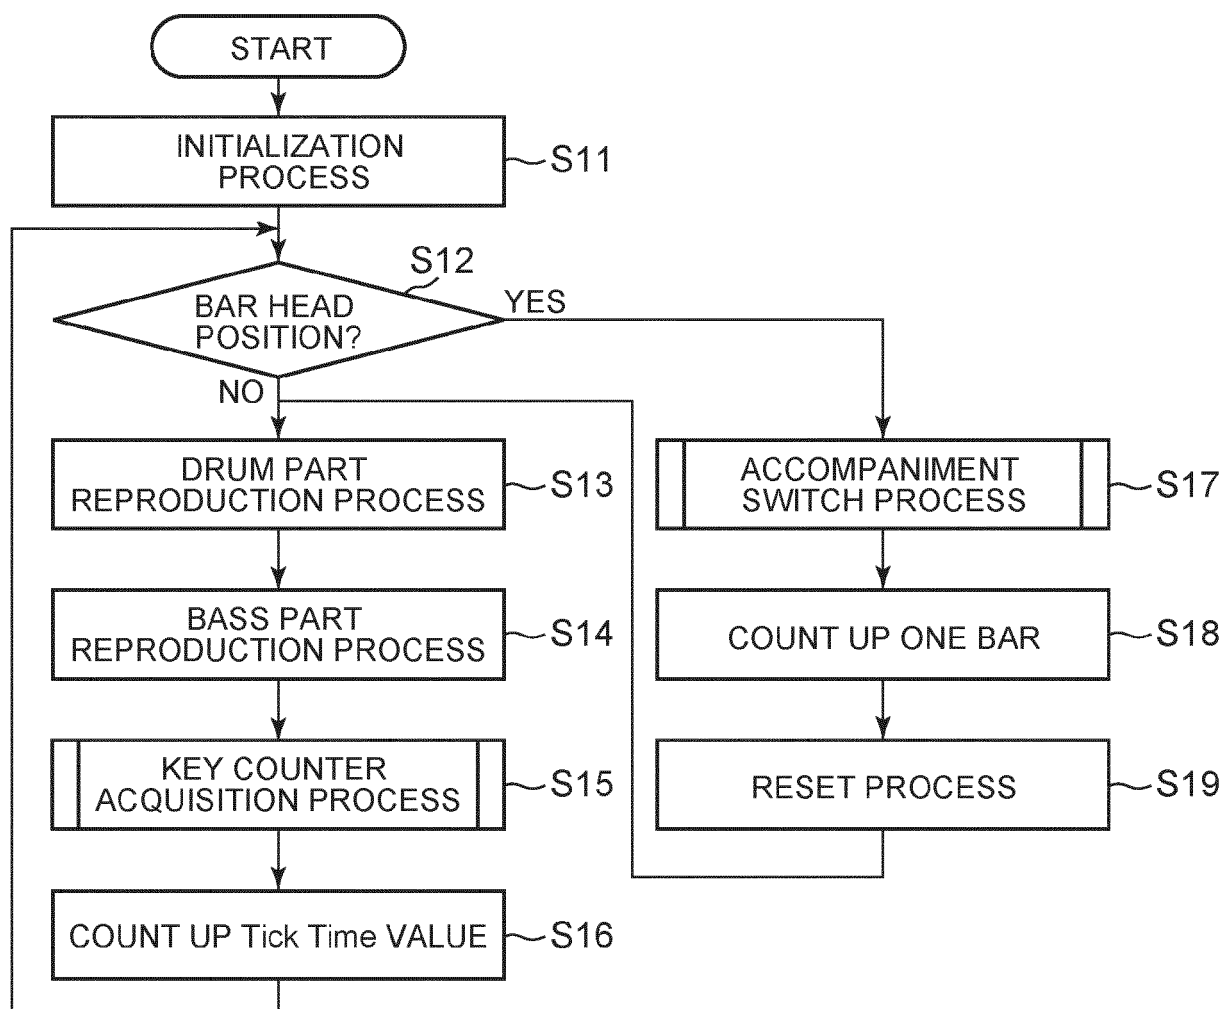 START
INITIALIZATION
PROCESS
S11
S12
BAR HEAD
POSITION?
YES
NO
DRUM PART
REPRODUCTION PROCESS
S13
BASS PART
REPRODUCTION PROCESS
S14
KEY COUNTER
ACQUISITION PROCESS
S15
COUNT UP Tick Time VALUE
S16
ACCOMPANIMENT
SWITCH PROCESS
S17
COUNT UP ONE BAR
S18
RESET PROCESS
S19